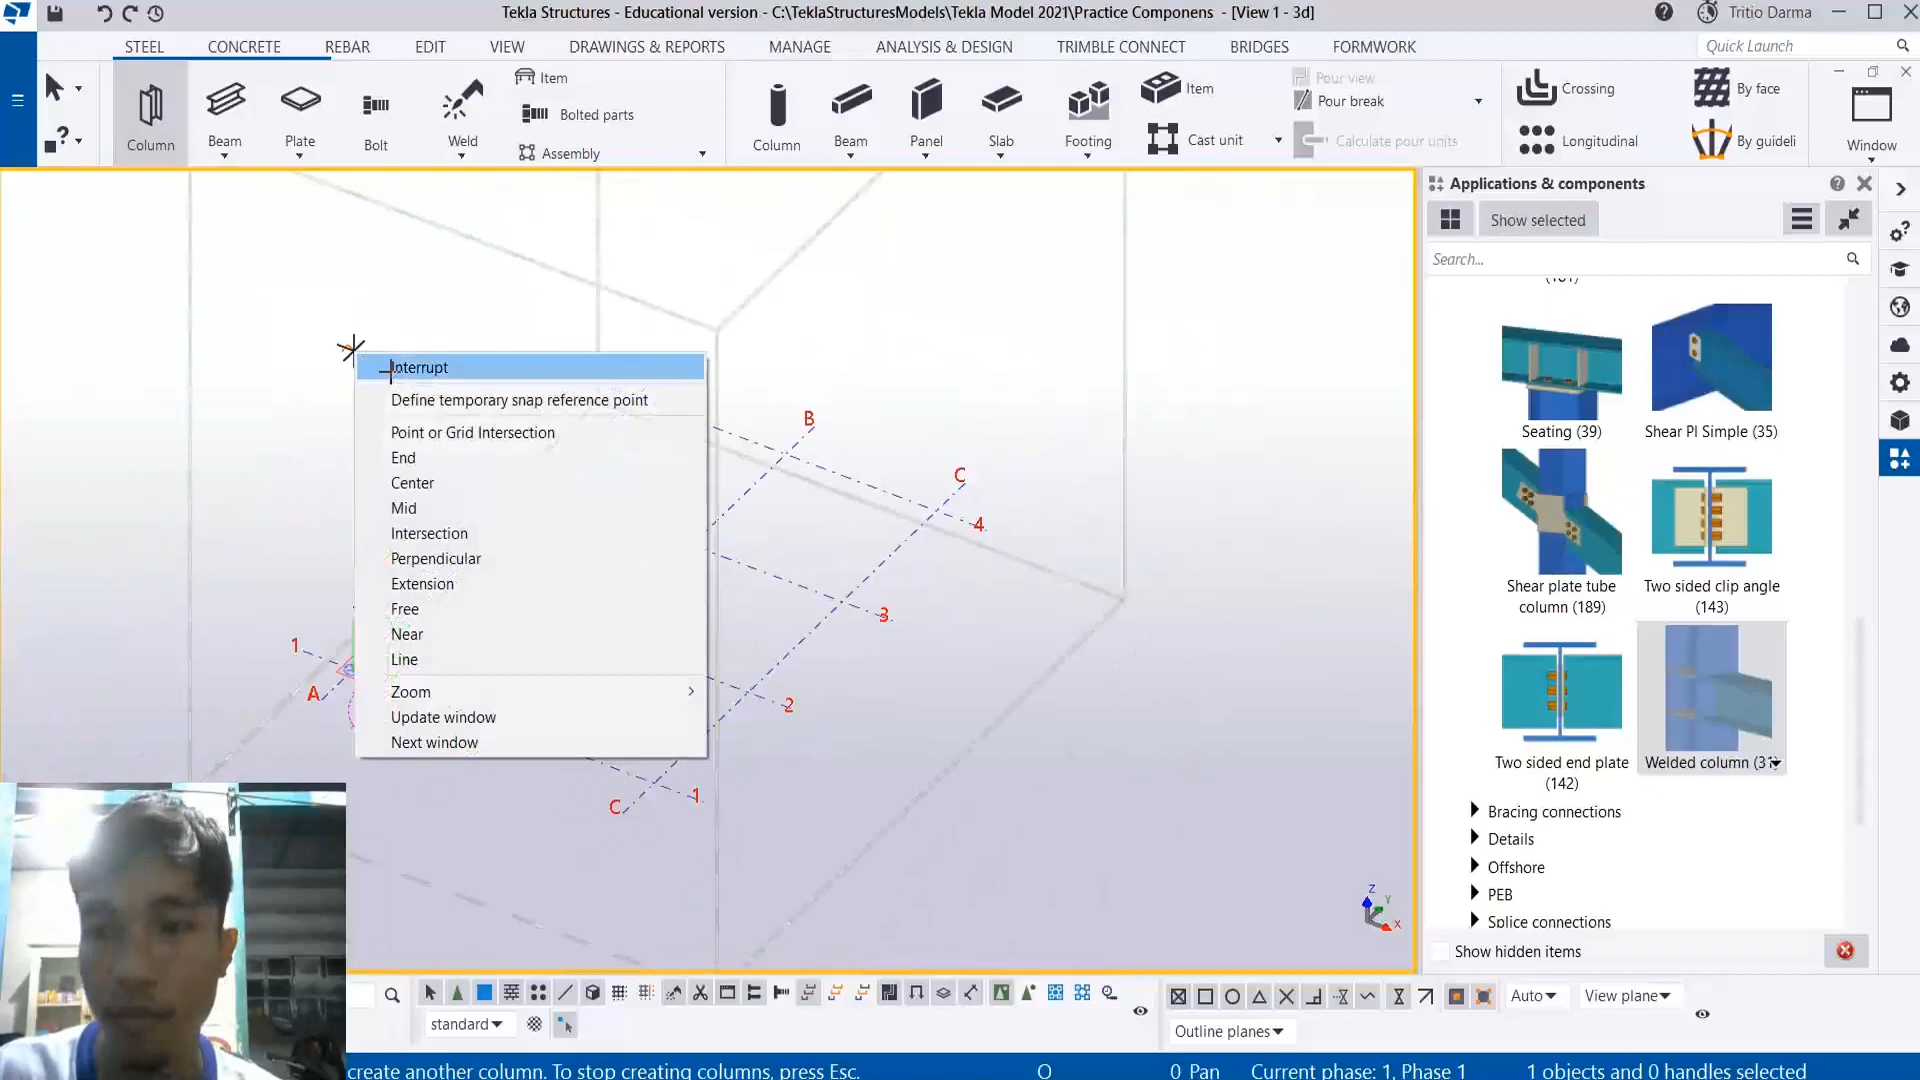 Tekla Structures - Educational version - C:\TeklaStructuresModels\Tekla Model 2021\Practice Componens - [View 1 - 3d]
Tritio Darma
STEEL CONCRETE REBAR EDIT VIEW DRAWINGS & REPORTS MANAGE ANALYSIS & DESIGN TRIMBLE CONNECT BRIDGES FORMWORK
Quick Launch
Column
Beam
Plate
Bolt
Weld
Item
Bolted parts
Assembly
Column
Beam
Panel
Slab
Footing
Item
Cast unit
Pour view
Pour break
Calculate pour units
Crossing
Longitudinal
By face
By guideli
Window
Interrupt
Define temporary snap reference point
Point or Grid Intersection
End
Center
Mid
Intersection
Perpendicular
Extension
Free
Near
Line
Zoom
Update window
Next window
B
C
4
3
1
A
2
C
1
Z
Y
X
Applications & components
Show selected
Search...
Seating (39)
Shear Pl Simple (35)
Shear plate tube column (189)
Two sided clip angle (143)
Two sided end plate (142)
Welded column (31
Bracing connections
Details
Offshore
PEB
Splice connections
Show hidden items
standard
Auto
View plane
Outline planes
create another column. To stop creating columns, press Esc.
O
0 Pan
Current phase: 1, Phase 1
1 objects and 0 handles selected